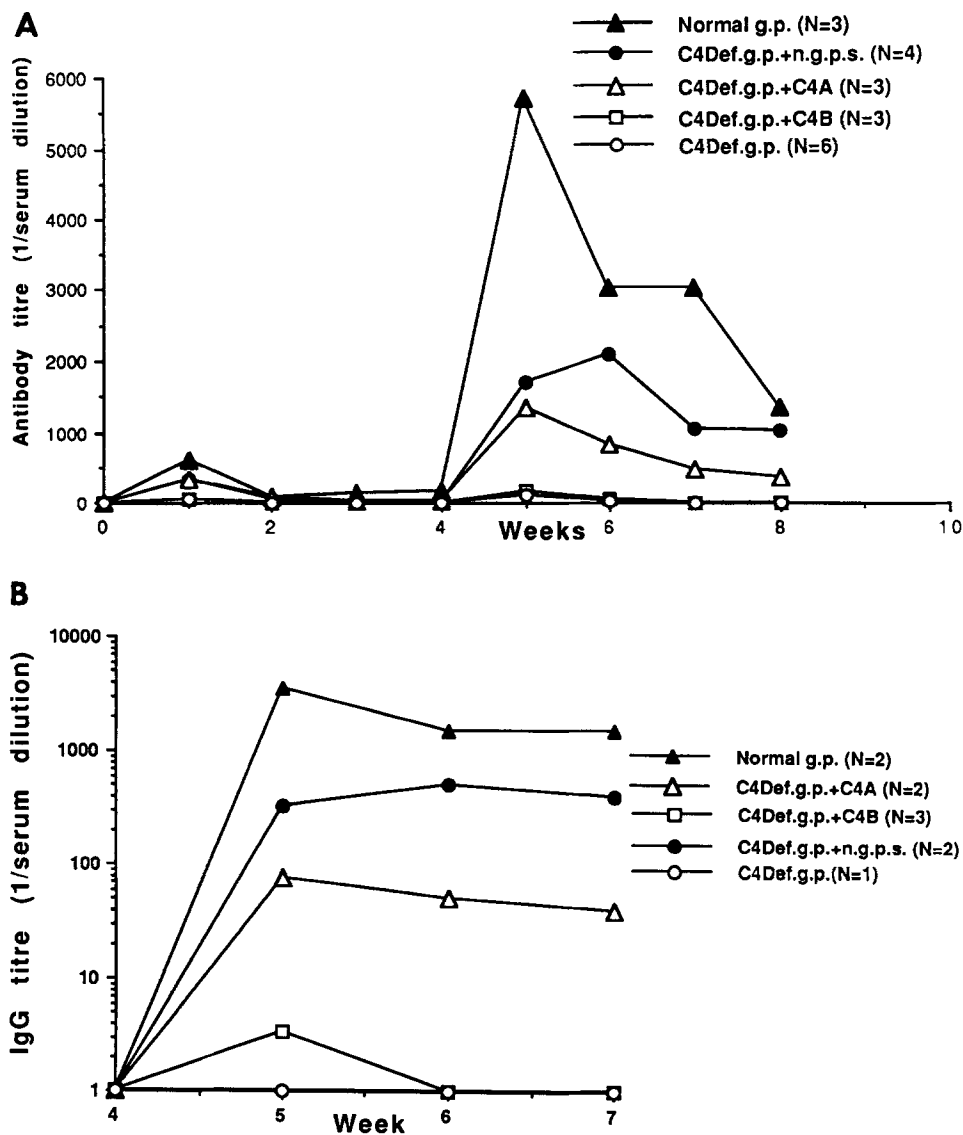 A
Normal g.p. (N=3)
C4Def.g.p.+n.g.p.s. (N=4)
C4Def.g.p.+C4A (N=3)
C4Def.g.p.+C4B (N=3)
C4Def.g.p. (N=6)
Antibody titre (1/serum dilution)
6000
5000
4000
3000
2000
1000
0
0
2
4
6
8
10
Weeks
B
IgG titre (1/serum dilution)
10000
1000
100
10
1
Normal g.p. (N=2)
C4Def.g.p.+C4A (N=2)
C4Def.g.p.+C4B (N=3)
C4Def.g.p.+n.g.p.s. (N=2)
C4Def.g.p.(N=1)
4
5
6
7
Week